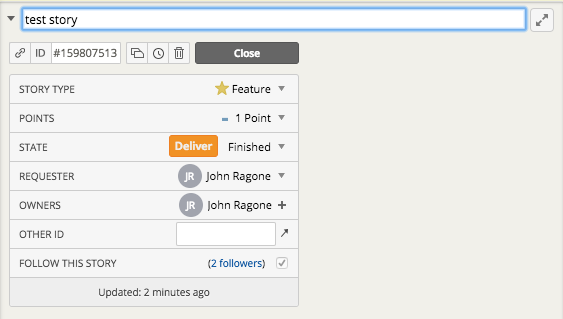 test story
ID #159807513 Close
STORY TYPE Feature
POINTS 1 Point
STATE Deliver Finished
REQUESTER JR John Ragone
OWNERS JR John Ragone +
OTHER ID
FOLLOW THIS STORY (2 followers)
Updated: 2 minutes ago